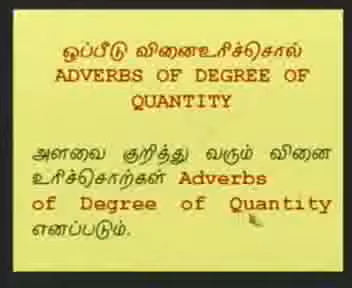 ஒப்பீடு வினைஉரிச்சொல்
ADVERBS OF DEGREE OF
QUANTITY
அளவை குறித்து வரும் வினை
உரிச்சொற்கள் Adverbs
of Degree of Quantity
எனப்படும்.